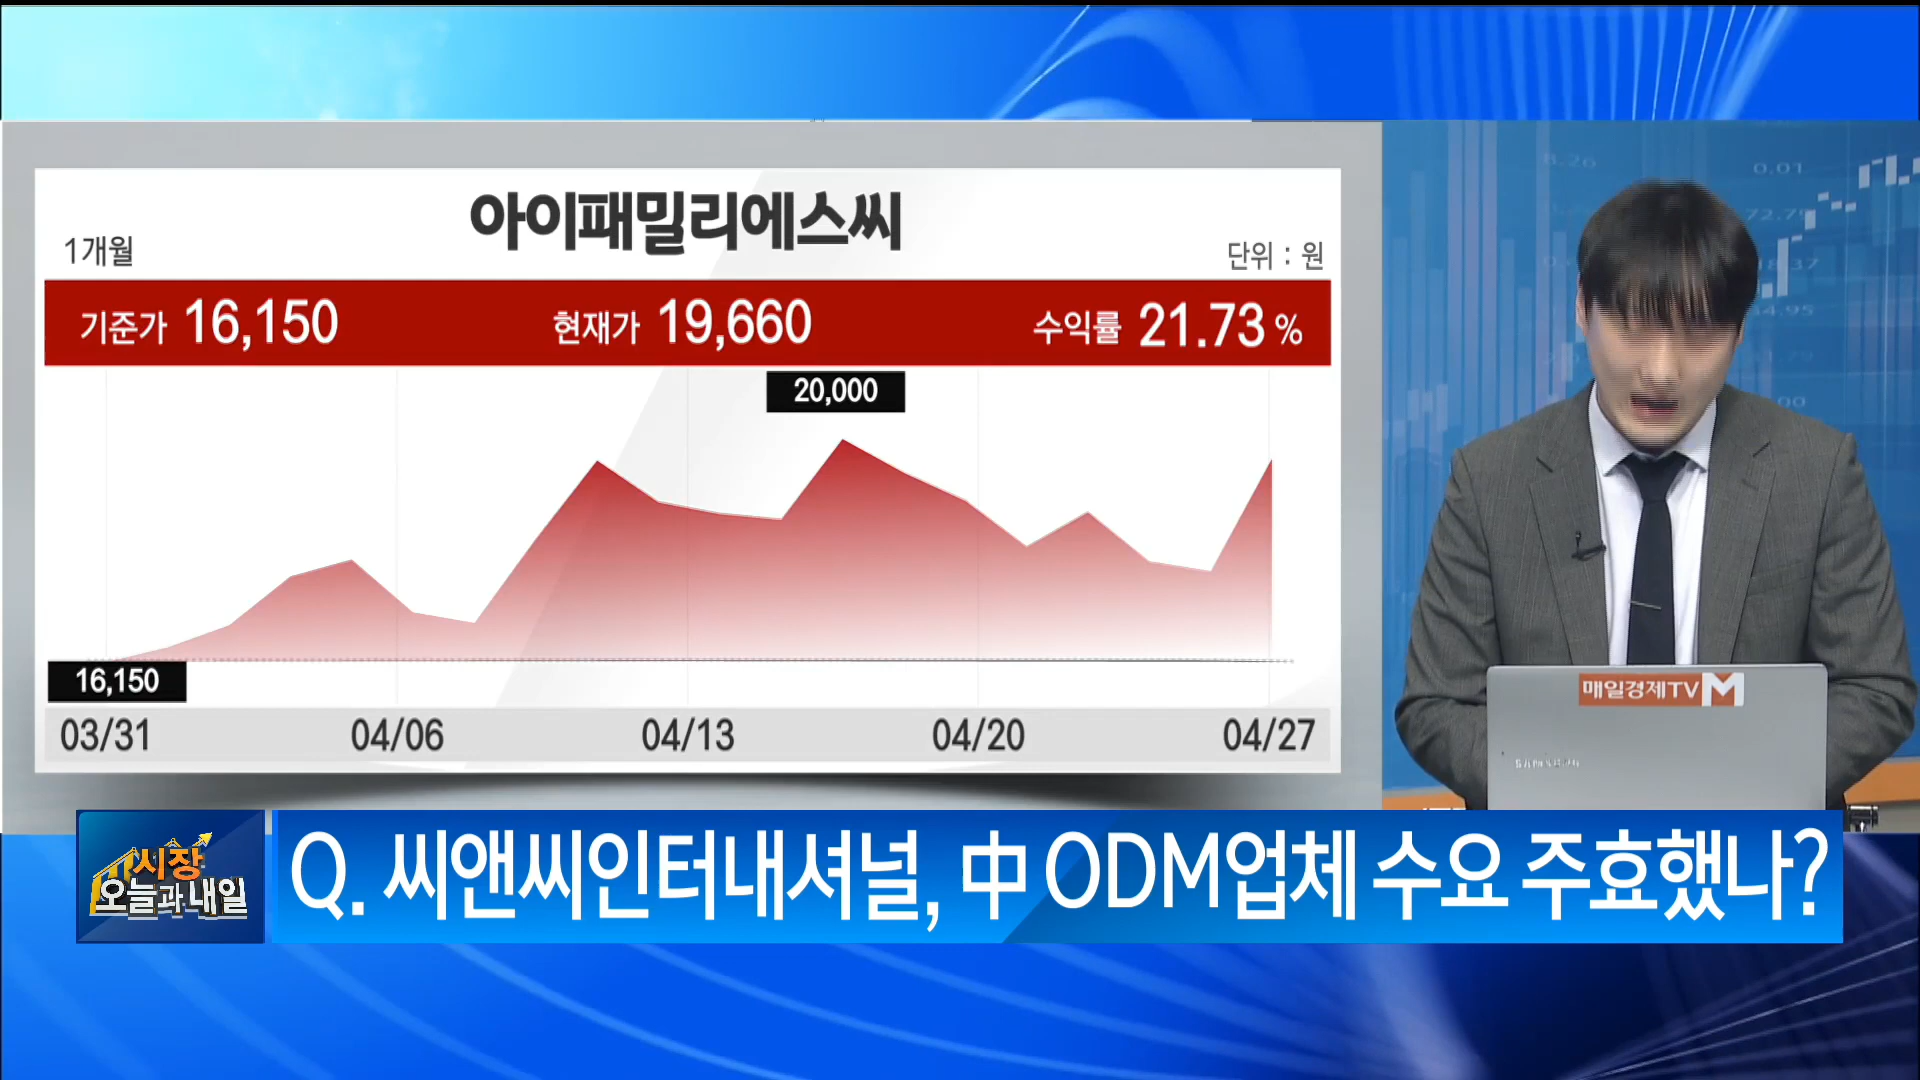 아이패밀리에스씨
1개월
단위 : 원
기준가 16,150 현재가 19,660 수익률 21.73 %
20,000
16,150
03/31 04/06 04/13 04/20 04/27
매일경제TV M
시장
오늘과 내일
Q. 씨앤씨인터내셔널, 中 ODM업체 수요 주효했나?